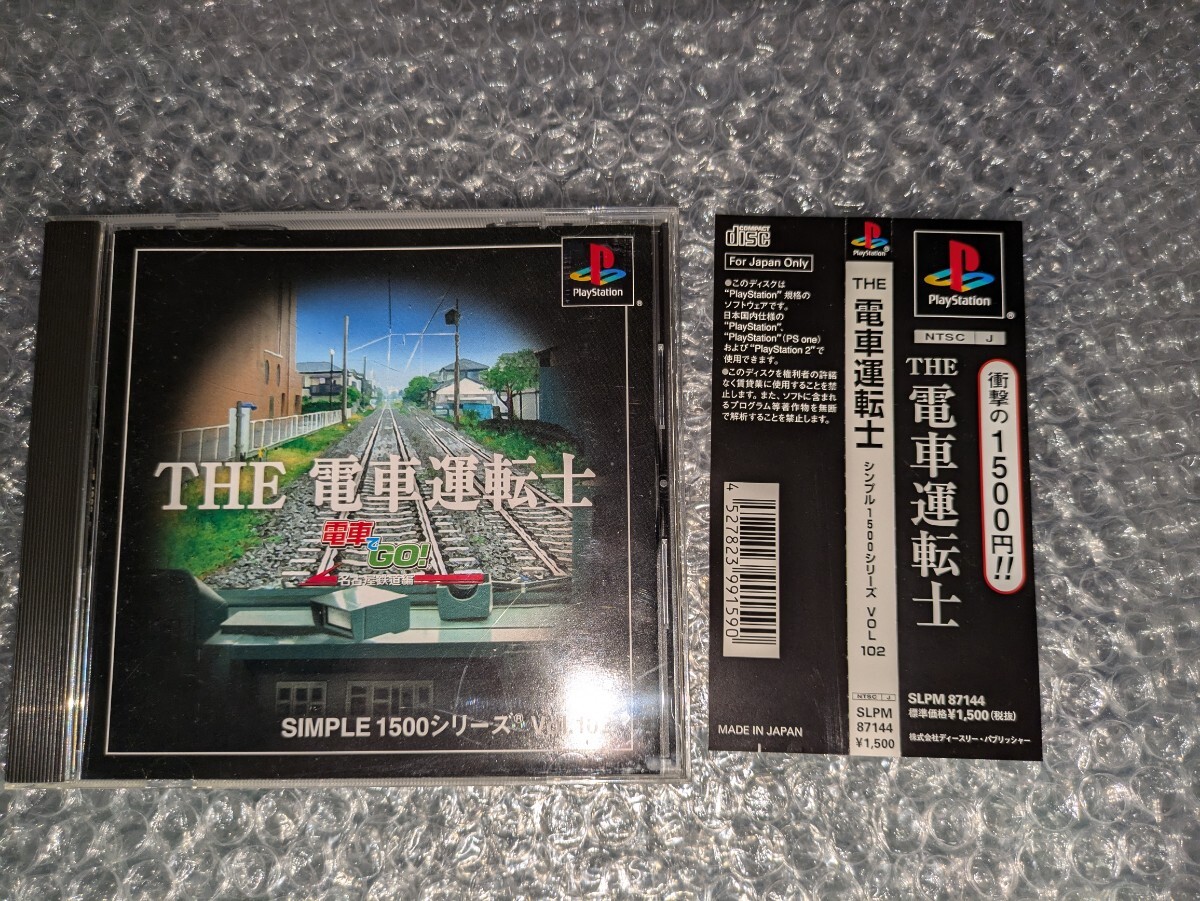 PlayStation
THE 電車運転士
電車でGO!
名古屋鉄道編
SIMPLE 1500シリーズ®
COMPACT
disc
For Japan Only
●このディスクは
“PlayStation”規格の
ソフトウェアです。
日本国内仕様の
“PlayStation”,
“PlayStation”(PS one)
および“PlayStation 2”で
使用できます。
●このディスクを権利者の許諾
なく賃貸業に使用することを禁
止します。また、ソフトに含まれ
るプログラム等著作物を無断
で解析することを禁止します。
4 527823 991590
MADE IN JAPAN
PlayStation®
THE 電車運転士
シンプル1500シリーズ VOL 102
NTSC J
SLPM
87144
¥1,500
PlayStation®
NTSC J
THE 電車運転士
衝撃の1500円!!
SLPM 87144
標準価格¥1,500(税抜)
株式会社ディースリー・パブリッシャー